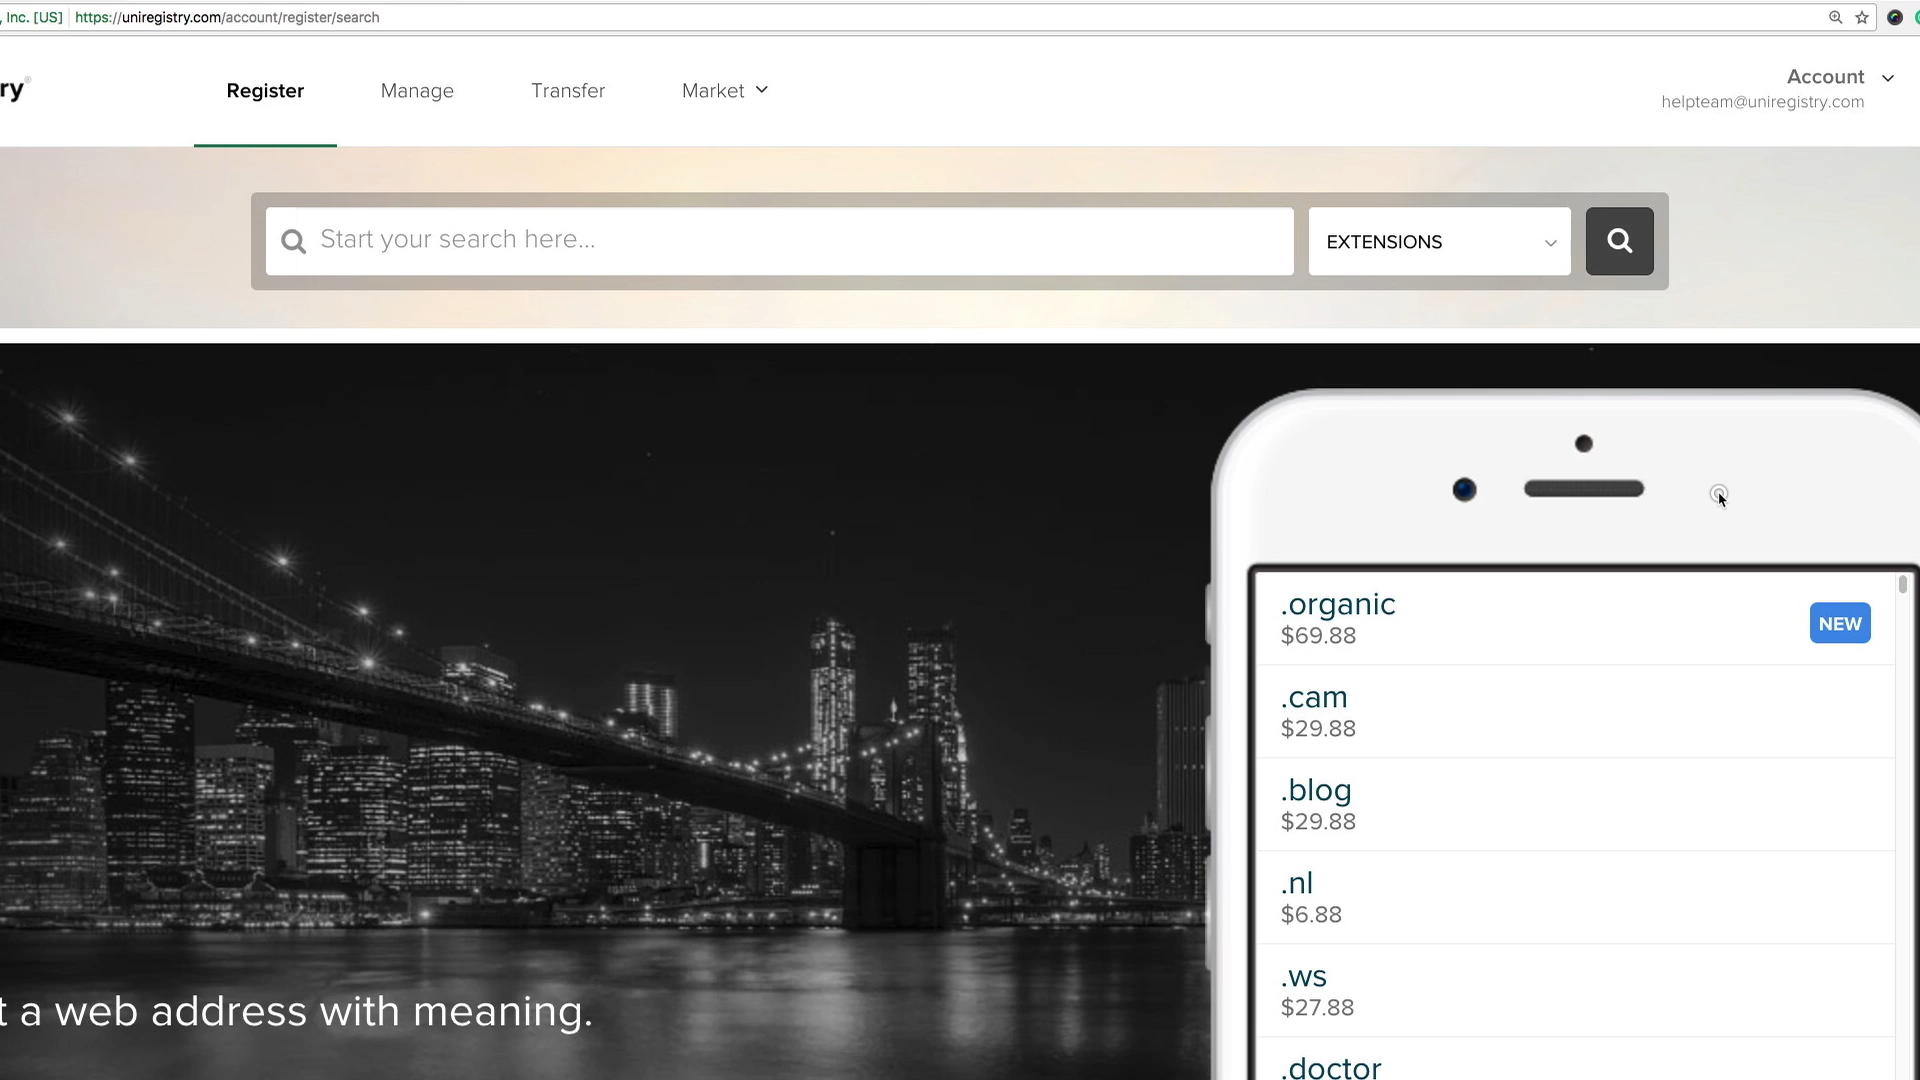 , Inc. [US] https://uniregistry.com/account/register/search
ry®
Register
Manage
Transfer
Market
Account
helpteam@uniregistry.com
Start your search here...
EXTENSIONS
.organic
$69.88
NEW
.cam
$29.88
.blog
$29.88
.nl
$6.88
.ws
$27.88
.doctor
t a web address with meaning.